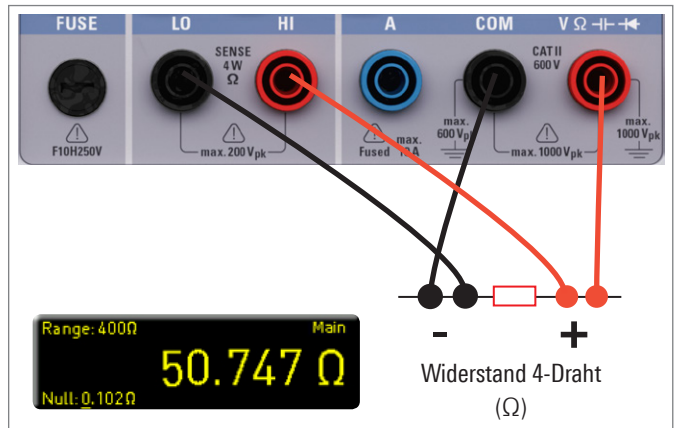 FUSE LO HI A COM V Ω ⊣⊢
SENSE
4W
Ω
CAT II
600 V
F10H250V
max. 200 Vpk
max.
Fused 10A
max.
600 Vpk
max. 1000 Vpk
max.
1000 Vpk
- +
Widerstand 4-Draht
(Ω)
Range: 400Ω Main
50.747 Ω
Null: 0.102Ω